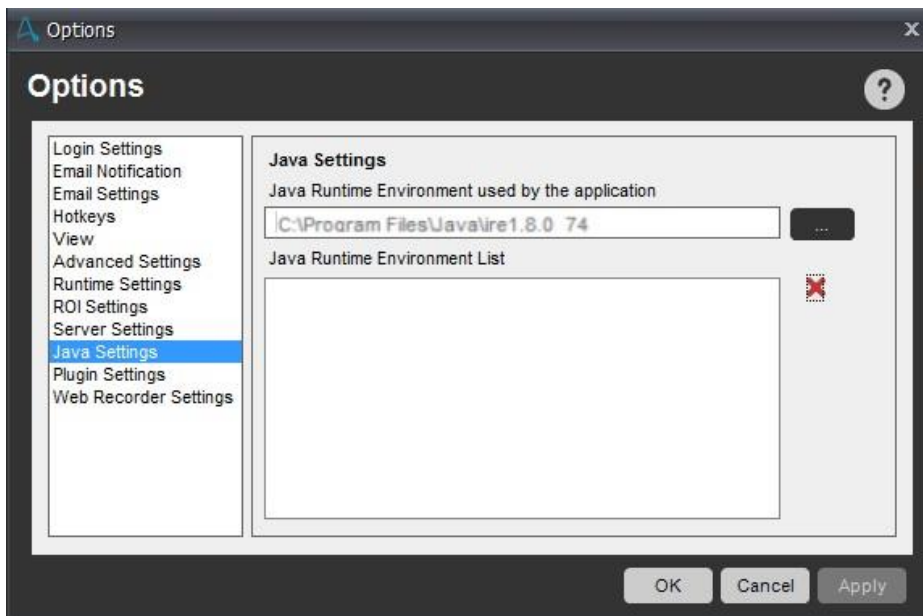 Options
x
Options
?
Login Settings
Email Notification
Email Settings
Hotkeys
View
Advanced Settings
Runtime Settings
ROI Settings
Server Settings
Java Settings
Plugin Settings
Web Recorder Settings
Java Settings
Java Runtime Environment used by the application
C:\Program Files\Java\jre1.8.0_74
...
Java Runtime Environment List
OK
Cancel
Apply